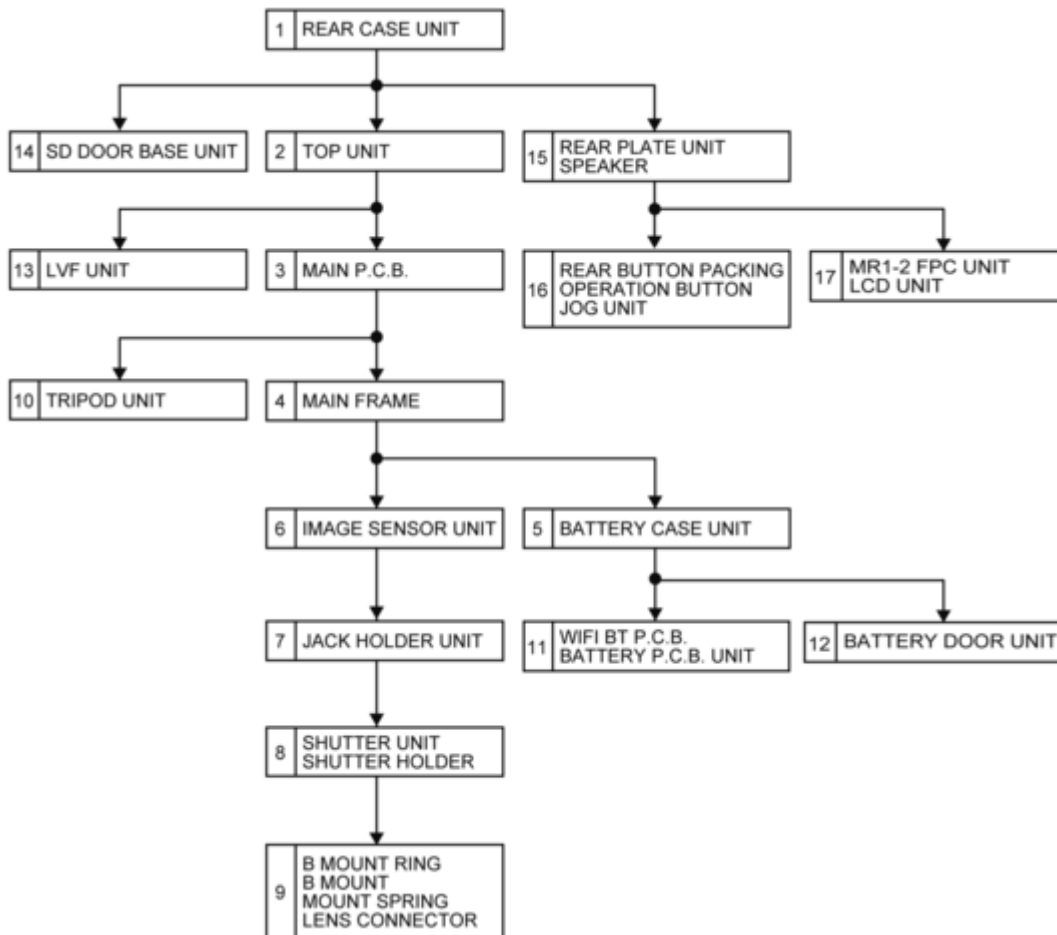 1 REAR CASE UNIT
14 SD DOOR BASE UNIT
2 TOP UNIT
15 REAR PLATE UNIT
SPEAKER
13 LVF UNIT
3 MAIN P.C.B.
16 REAR BUTTON PACKING
OPERATION BUTTON
JOG UNIT
17 MR1-2 FPC UNIT
LCD UNIT
10 TRIPOD UNIT
4 MAIN FRAME
6 IMAGE SENSOR UNIT
5 BATTERY CASE UNIT
7 JACK HOLDER UNIT
11 WIFI BT P.C.B.
BATTERY P.C.B. UNIT
12 BATTERY DOOR UNIT
8 SHUTTER UNIT
SHUTTER HOLDER
9 B MOUNT RING
B MOUNT
MOUNT SPRING
LENS CONNECTOR